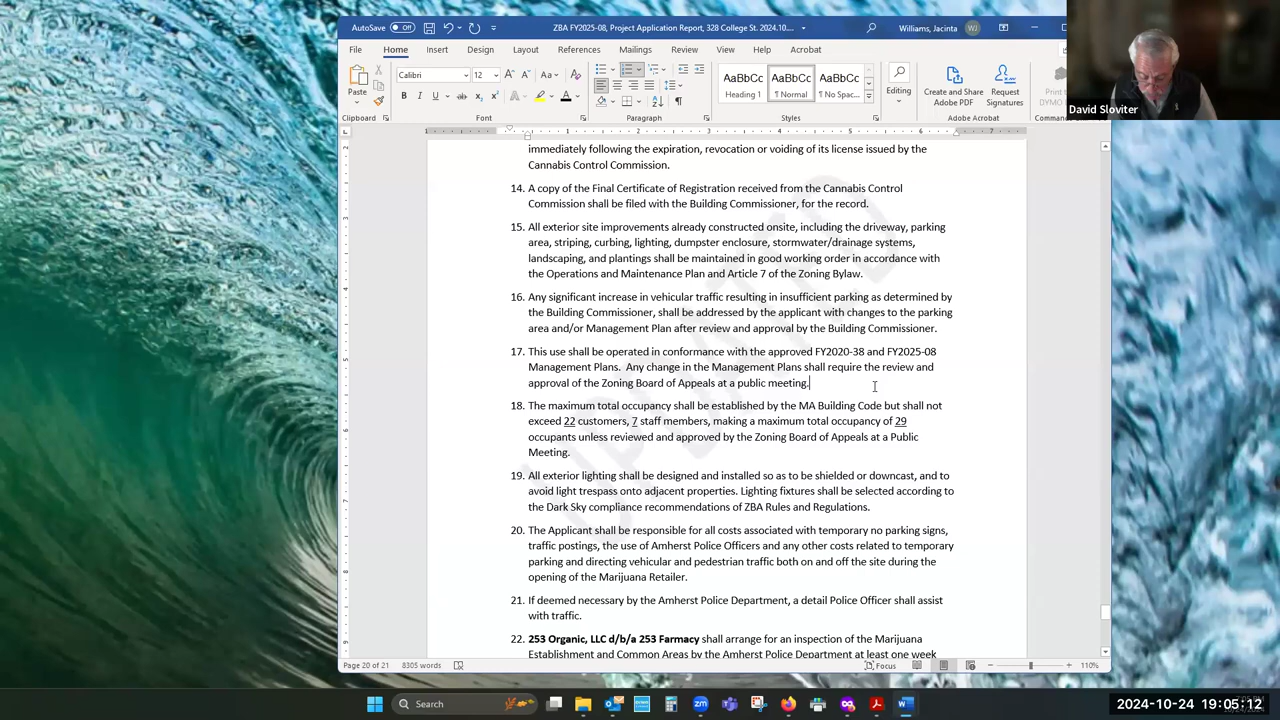 AutoSave Off
ZBA FY2025-08, Project Application Report, 328 College St. 2024.10....
Williams, Jacinta WJ
File Home Insert Draw Design Layout References Mailings Review View Help Acrobat
Paste
Calibri 12
AaBbCc AaBbCc AaBbCc
Heading 1 ¶ Normal ¶ No Spac...
Editing
Create and Share Adobe PDF
Request Signatures
Clipboard Font Paragraph Styles Adobe Acrobat
David Sloviter
immediately following the expiration, revocation or voiding of its license issued by the
Cannabis Control Commission.
14. A copy of the Final Certificate of Registration received from the Cannabis Control
Commission shall be filed with the Building Commissioner, for the record.
15. All exterior site improvements already constructed onsite, including the driveway, parking
area, striping, curbing, lighting, dumpster enclosure, stormwater/drainage systems,
landscaping, and plantings shall be maintained in good working order in accordance with
the Operations and Maintenance Plan and Article 7 of the Zoning Bylaw.
16. Any significant increase in vehicular traffic resulting in insufficient parking as determined by
the Building Commissioner, shall be addressed by the applicant with changes to the parking
area and/or Management Plan after review and approval by the Building Commissioner.
17. This use shall be operated in conformance with the approved FY2020-38 and FY2025-08
Management Plans. Any change in the Management Plans shall require the review and
approval of the Zoning Board of Appeals at a public meeting.
18. The maximum total occupancy shall be established by the MA Building Code but shall not
exceed 22 customers, 7 staff members, making a maximum total occupancy of 29
occupants unless reviewed and approved by the Zoning Board of Appeals at a Public
Meeting.
19. All exterior lighting shall be designed and installed so as to be shielded or downcast, and to
avoid light trespass onto adjacent properties. Lighting fixtures shall be selected according to
the Dark Sky compliance recommendations of ZBA Rules and Regulations.
20. The Applicant shall be responsible for all costs associated with temporary no parking signs,
traffic postings, the use of Amherst Police Officers and any other costs related to temporary
parking and directing vehicular and pedestrian traffic both on and off the site during the
opening of the Marijuana Retailer.
21. If deemed necessary by the Amherst Police Department, a detail Police Officer shall assist
with traffic.
22. 253 Organic, LLC d/b/a 253 Farmacy shall arrange for an inspection of the Marijuana
Establishment and Common Areas by the Amherst Police Department at least one week
Page 20 of 21 8305 words
Focus
110%
Search
2024-10-24 19:05:12